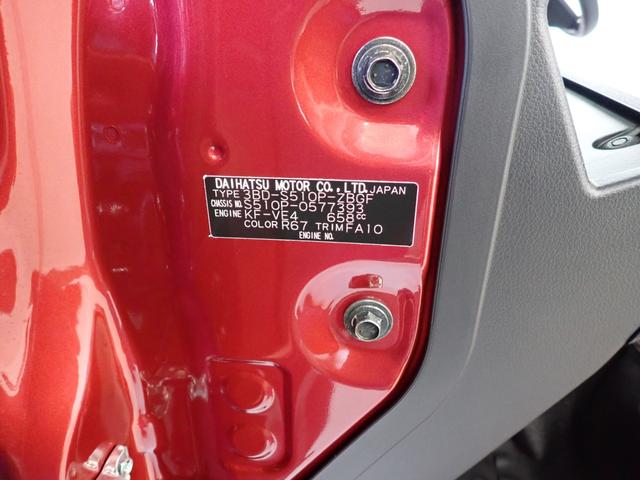 DAIHATSU MOTOR CO., LTD. JAPAN
TYPE 3BD-S510P-ZBGF
CHASSIS NO. S510P-0577393
ENGINE KF-VE4 658cc
COLOR R67 TRIM FA10
ENGINE NO.